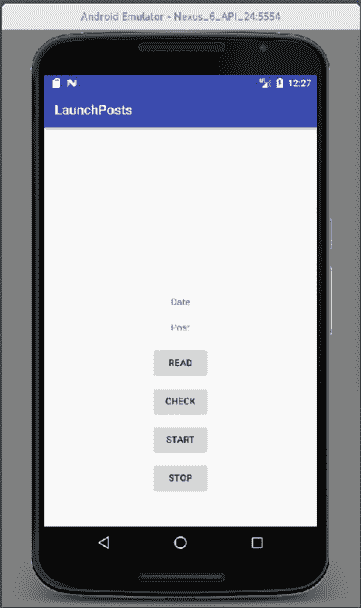 Android Emulator - Nexus_6_API_24:5554
12:27
LaunchPosts
Date
Post
READ
CHECK
START
STOP